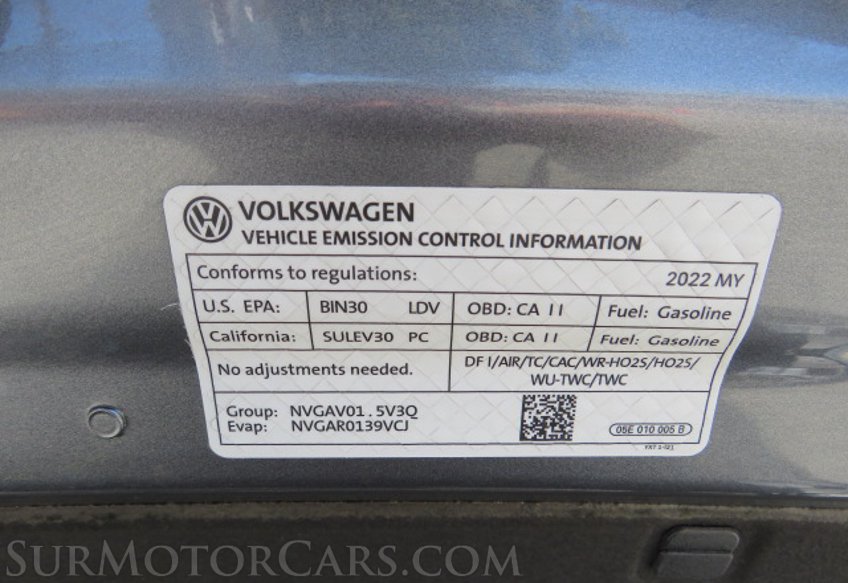 VOLKSWAGEN
VEHICLE EMISSION CONTROL INFORMATION
Conforms to regulations: 2022 MY
U.S. EPA: BIN30 LDV OBD: CA II Fuel: Gasoline
California: SULEV30 PC OBD: CA II Fuel: Gasoline
No adjustments needed. DFI/AIR/TC/CAC/WR-HO2S/HO2S/
WU-TWC/TWC
Group: NVGAV01.5V3Q
Evap: NVGAR0139VCJ
05E 010 005 B
SURMOTORCARS.COM